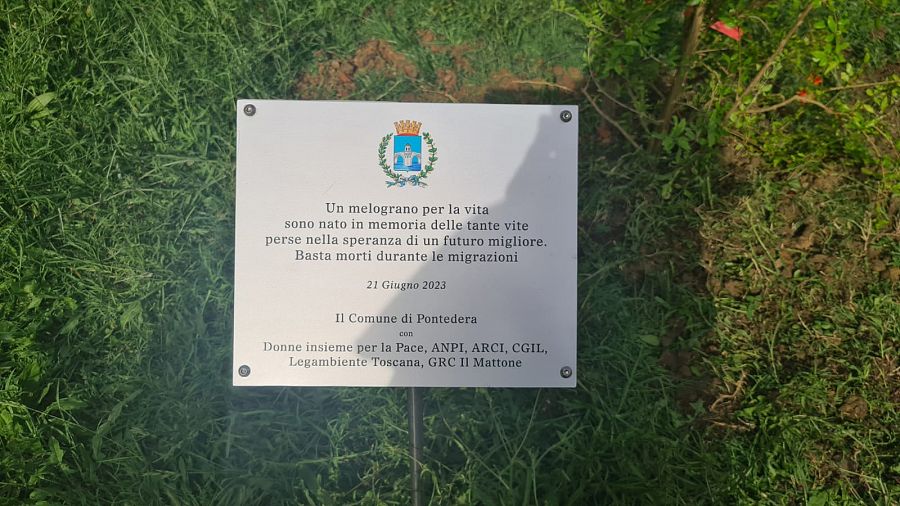 Un melograno per la vita
sono nato in memoria delle tante vite
perse nella speranza di un futuro migliore.
Basta morti durante le migrazioni
21 Giugno 2023
Il Comune di Pontedera
con
Donne insieme per la Pace, ANPI, ARCI, CGIL,
Legambiente Toscana, GRC Il Mattone